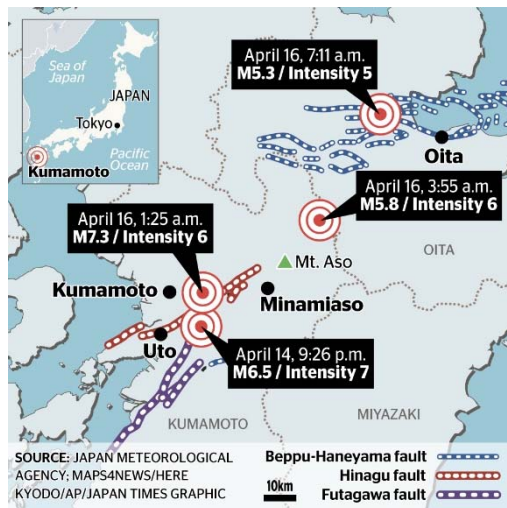 Sea of
Japan
JAPAN
Tokyo
Pacific
Ocean
Kumamoto
April 16, 7:11 a.m.
M5.3 / Intensity 5
Oita
April 16, 3:55 a.m.
M5.8 / Intensity 6
OITA
April 16, 1:25 a.m.
M7.3 / Intensity 6
Mt. Aso
Kumamoto
Minamiaso
Uto
April 14, 9:26 p.m.
M6.5 / Intensity 7
KUMAMOTO
MIYAZAKI
SOURCE: JAPAN METEOROLOGICAL
AGENCY; MAPS4NEWS/HERE
KYODO/AP/JAPAN TIMES GRAPHIC
10km
Beppu-Haneyama fault
Hinagu fault
Futagawa fault